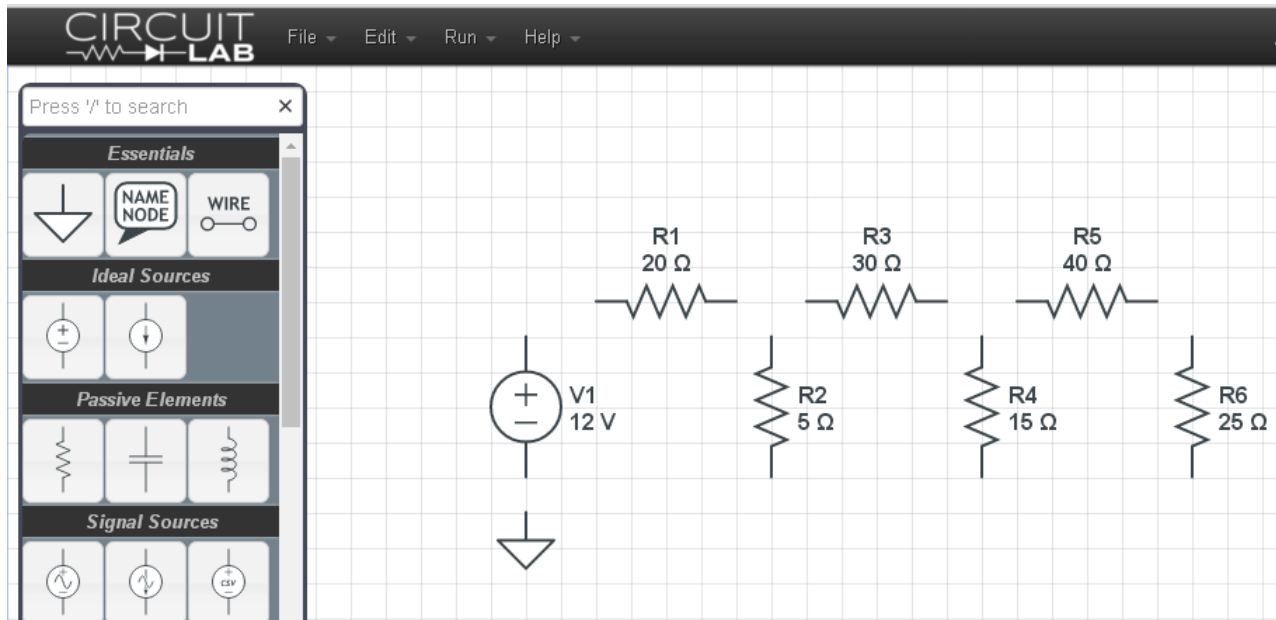 CIRCUIT
LAB
File Edit Run Help
Press '/' to search
Essentials
NAME
NODE
WIRE
Ideal Sources
Passive Elements
Signal Sources
csv
R1
20 Ω
R3
30 Ω
R5
40 Ω
V1
12 V
R2
5 Ω
R4
15 Ω
R6
25 Ω